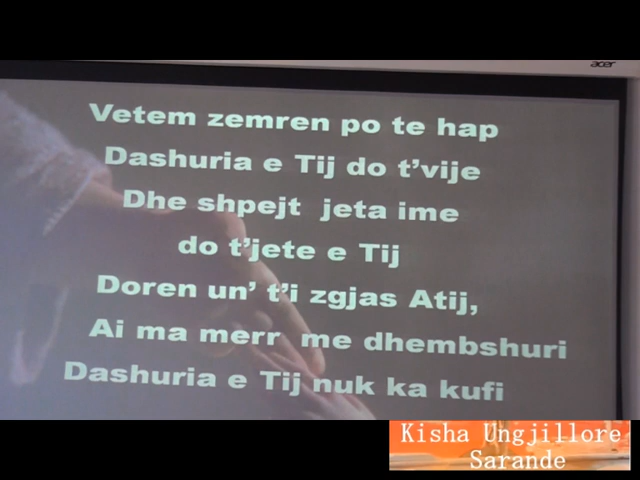 acer
Vetem zemren po te hap
Dashuria e Tij do t'vije
Dhe shpejt jeta ime
do t'jete e Tij
Doren un' t'i zgjas Atij,
Ai ma merr me dhembshuri
Dashuria e Tij nuk ka kufi
Kisha Ungjillore
Sarande